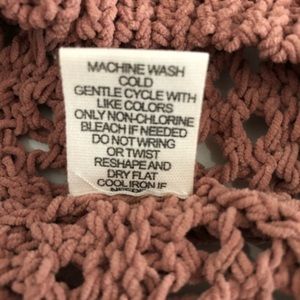 MACHINE WASH
COLD
GENTLE CYCLE WITH
LIKE COLORS
ONLY NON-CHLORINE
BLEACH IF NEEDED
DO NOT WRING
OR TWIST
RESHAPE AND
DRY FLAT
COOL IRON IF